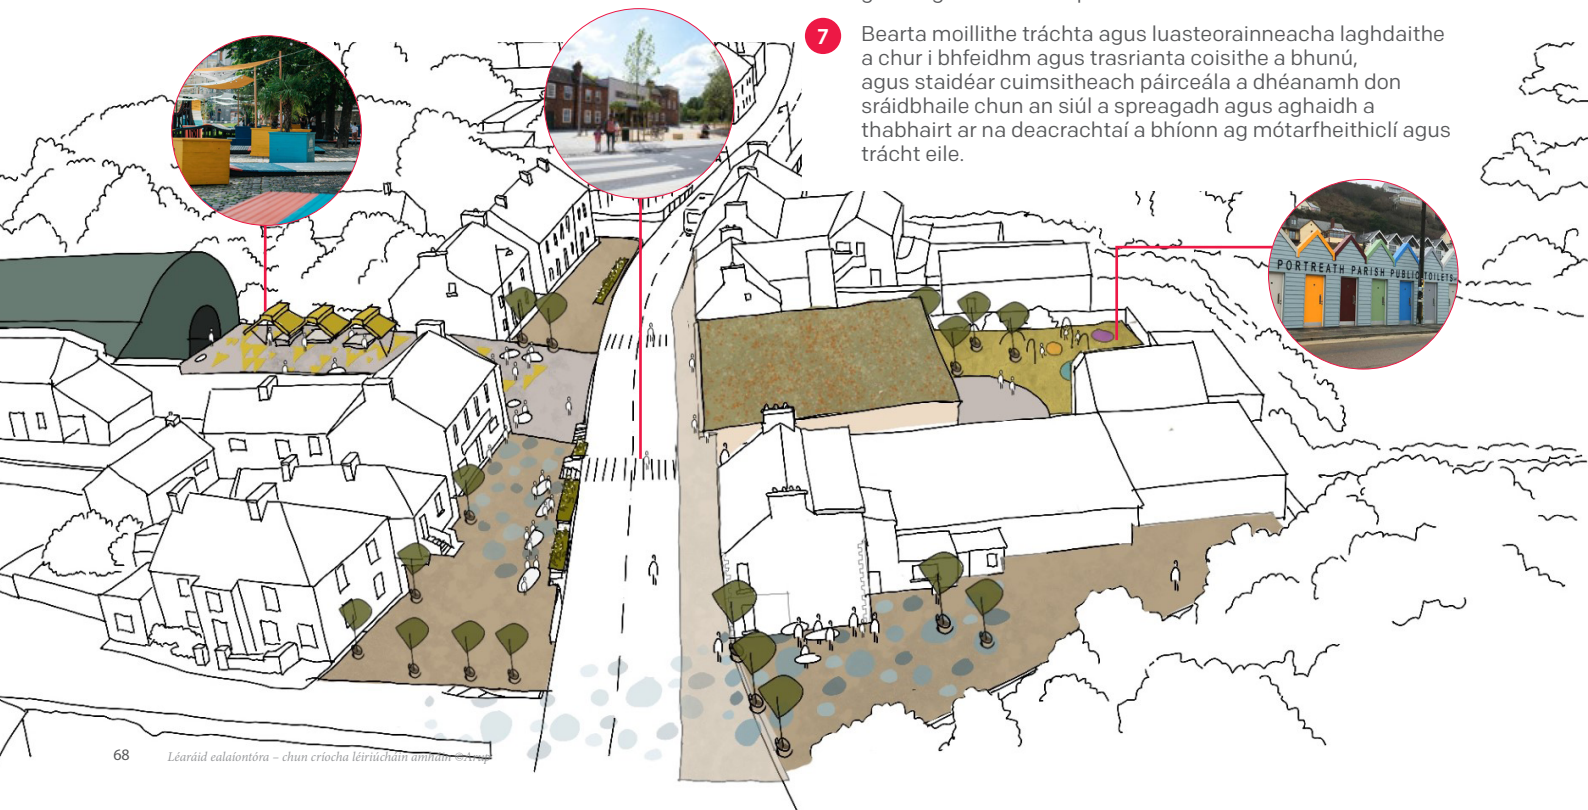 7 Bearta moillithe tráchta agus luasteorainneacha laghdaithe
a chur i bhfeidhm agus trasrianta coisithe a bhunú,
agus staidéar cuimsitheach páirceála a dhéanamh don
sráidbhaile chun an siúl a spreagadh agus aghaidh a
thabhairt ar na deacrachtaí a bhíonn ag mótarfheithiclí agus
trácht eile.
PORTREATH PARISH PUBLIC TOILETS
68 Léaráid ealaíontóra – chun críocha léiriúcháin amháin ©Arup